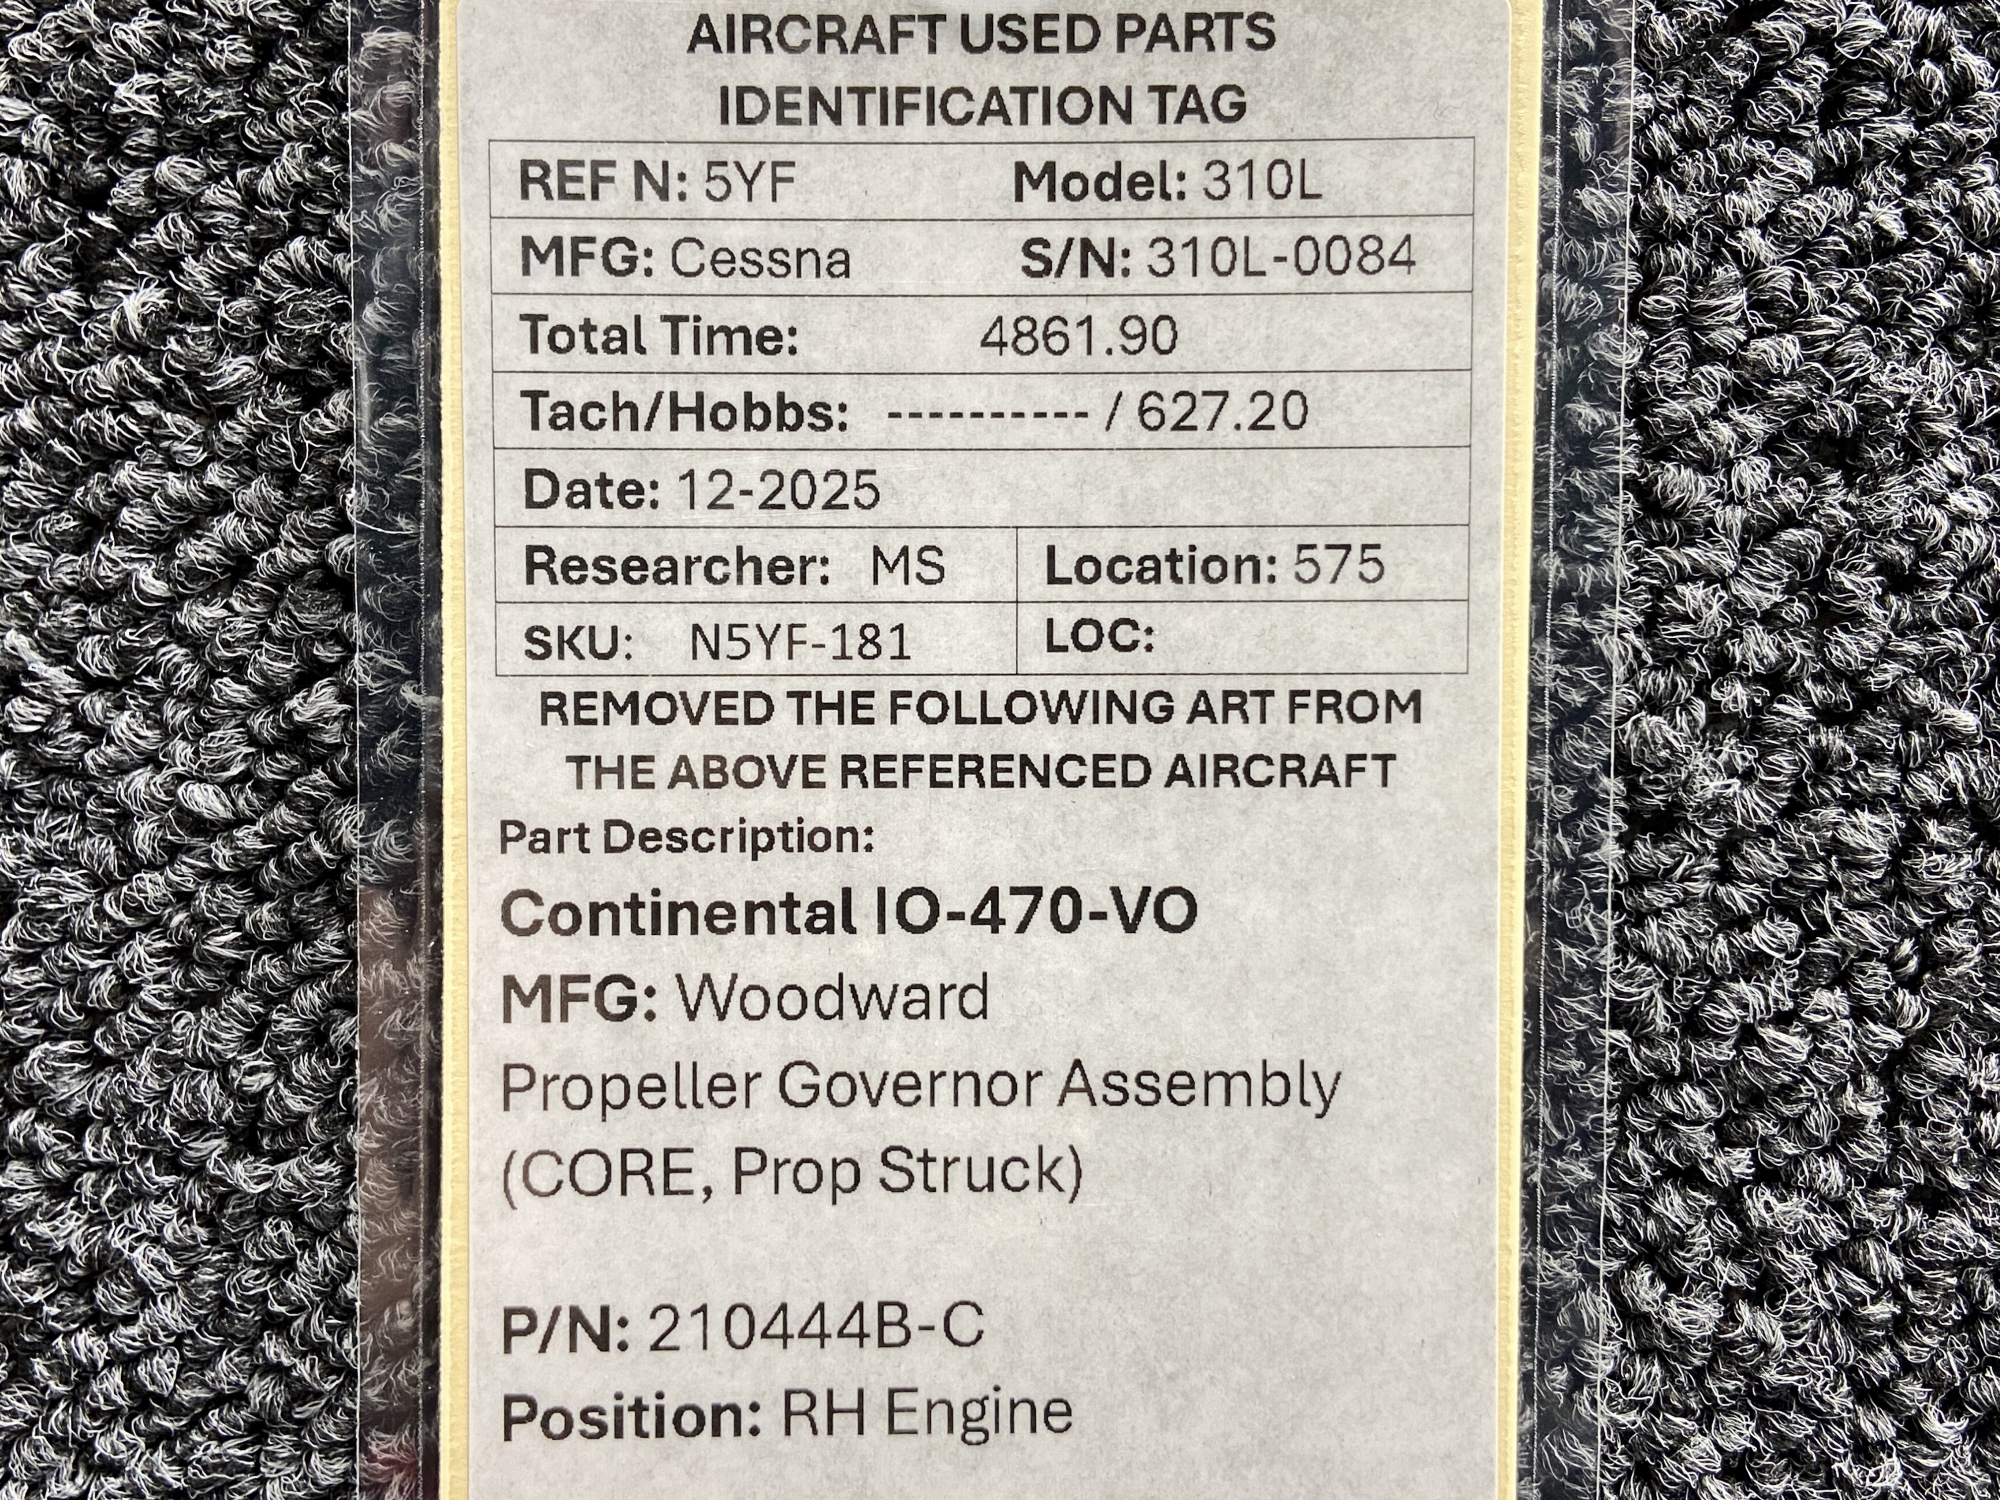 AIRCRAFT USED PARTS
IDENTIFICATION TAG
REF N: 5YF Model: 310L
MFG: Cessna S/N: 310L-0084
Total Time: 4861.90
Tach/Hobbs: ---------- / 627.20
Date: 12-2025
Researcher: MS Location: 575
SKU: N5YF-181 LOC:
REMOVED THE FOLLOWING ART FROM
THE ABOVE REFERENCED AIRCRAFT
Part Description:
Continental IO-470-VO
MFG: Woodward
Propeller Governor Assembly
(CORE, Prop Struck)
P/N: 210444B-C
Position: RH Engine